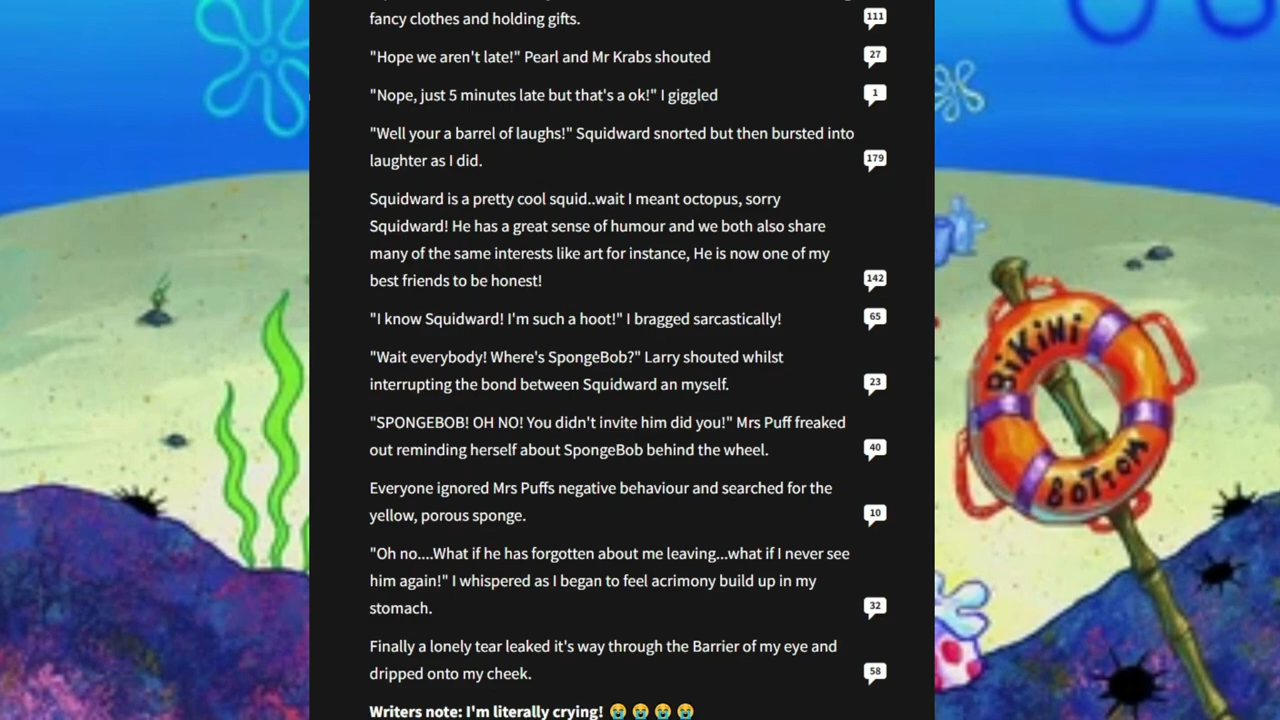 fancy clothes and holding gifts.
111
"Hope we aren't late!" Pearl and Mr Krabs shouted
27
"Nope, just 5 minutes late but that's a ok!" I giggled
1
"Well your a barrel of laughs!" Squidward snorted but then bursted into
laughter as I did.
179
Squidward is a pretty cool squid..wait I meant octopus, sorry
Squidward! He has a great sense of humour and we both also share
many of the same interests like art for instance, He is now one of my
best friends to be honest!
142
"I know Squidward! I'm such a hoot!" I bragged sarcastically!
65
"Wait everybody! Where's SpongeBob?" Larry shouted whilst
interrupting the bond between Squidward an myself.
23
"SPONGEBOB! OH NO! You didn't invite him did you!" Mrs Puff freaked
out reminding herself about SpongeBob behind the wheel.
40
Everyone ignored Mrs Puffs negative behaviour and searched for the
yellow, porous sponge.
10
"Oh no....What if he has forgotten about me leaving...what if I never see
him again!" I whispered as I began to feel acrimony build up in my
stomach.
32
Finally a lonely tear leaked it's way through the Barrier of my eye and
dripped onto my cheek.
58
Writers note: I'm literally crying! 😭 😭 😭 😭
BIKINI
BOTTOM